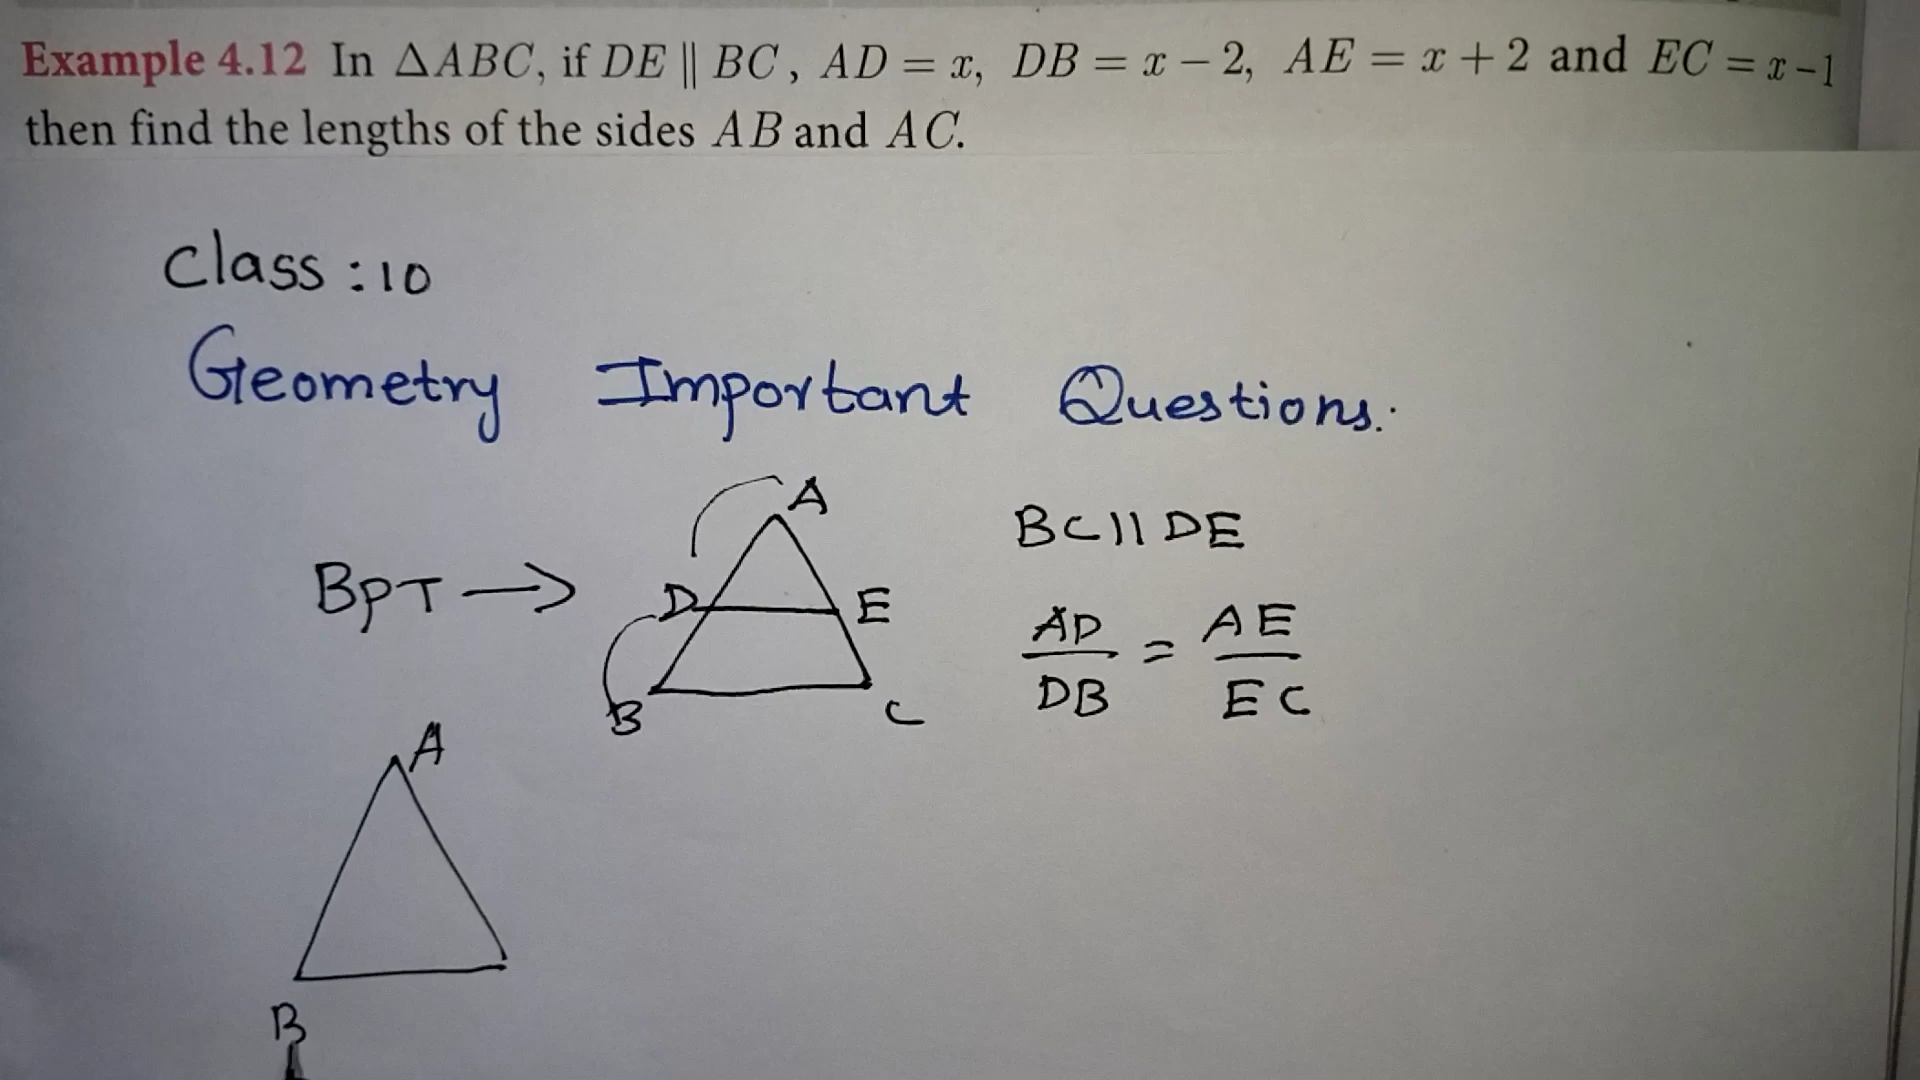 Example 4.12 In ΔABC, if DE || BC, AD = x, DB = x – 2, AE = x + 2 and EC = x – 1
then find the lengths of the sides AB and AC.
Class : 10
Geometry Important Questions.
A
BC || DE
BPT → D E
AD/DB = AE/EC
B C
A
B